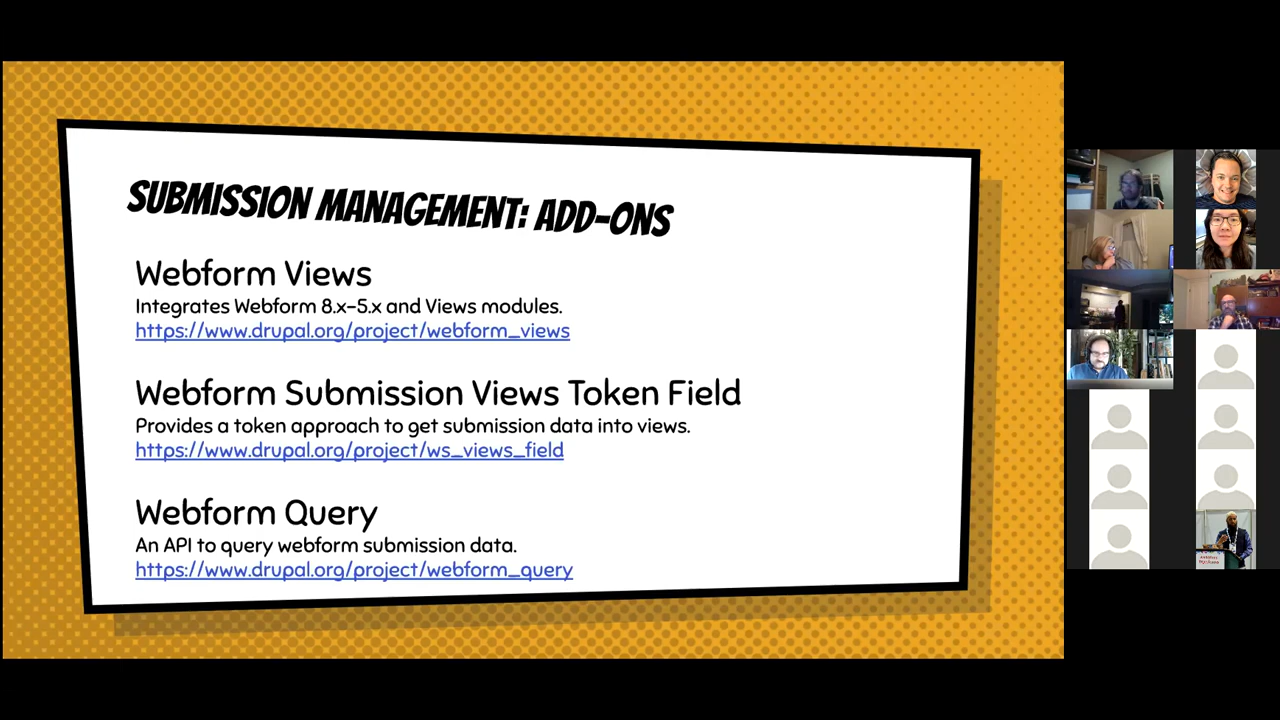 SUBMISSION MANAGEMENT: ADD-ONS
Webform Views
Integrates Webform 8.x-5.x and Views modules.
https://www.drupal.org/project/webform_views
Webform Submission Views Token Field
Provides a token approach to get submission data into views.
https://www.drupal.org/project/ws_views_field
Webform Query
An API to query webform submission data.
https://www.drupal.org/project/webform_query